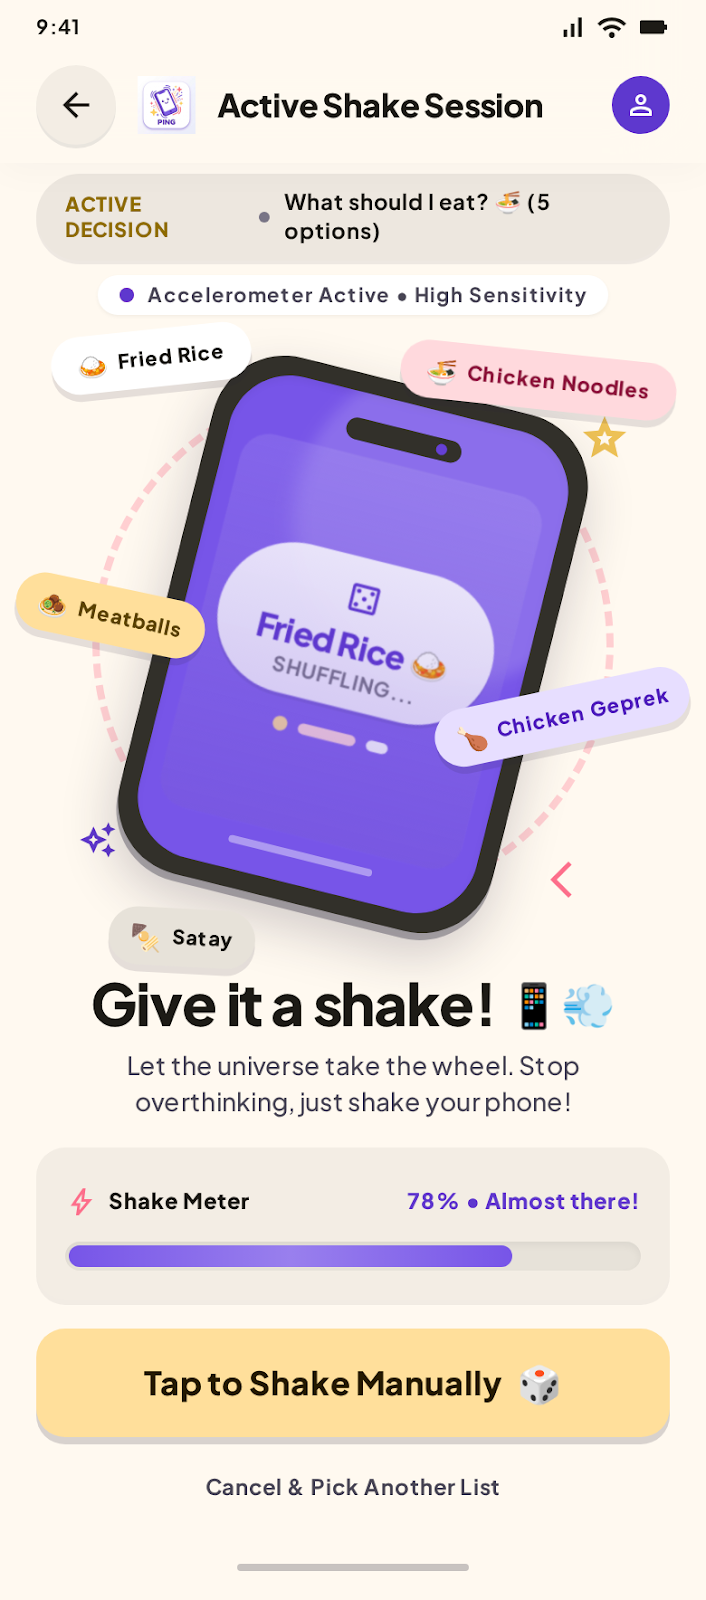 9:41
PING
Active Shake Session
ACTIVE
DECISION
• What should I eat? 🍜 (5
options)
Accelerometer Active • High Sensitivity
🍛 Fried Rice
🍜 Chicken Noodles
🧆 Meatballs
Fried Rice 🍛
SHUFFLING...
🍗 Chicken Geprek
🍢 Satay
Give it a shake! 📱💨
Let the universe take the wheel. Stop
overthinking, just shake your phone!
Shake Meter
78% • Almost there!
Tap to Shake Manually 🎲
Cancel & Pick Another List